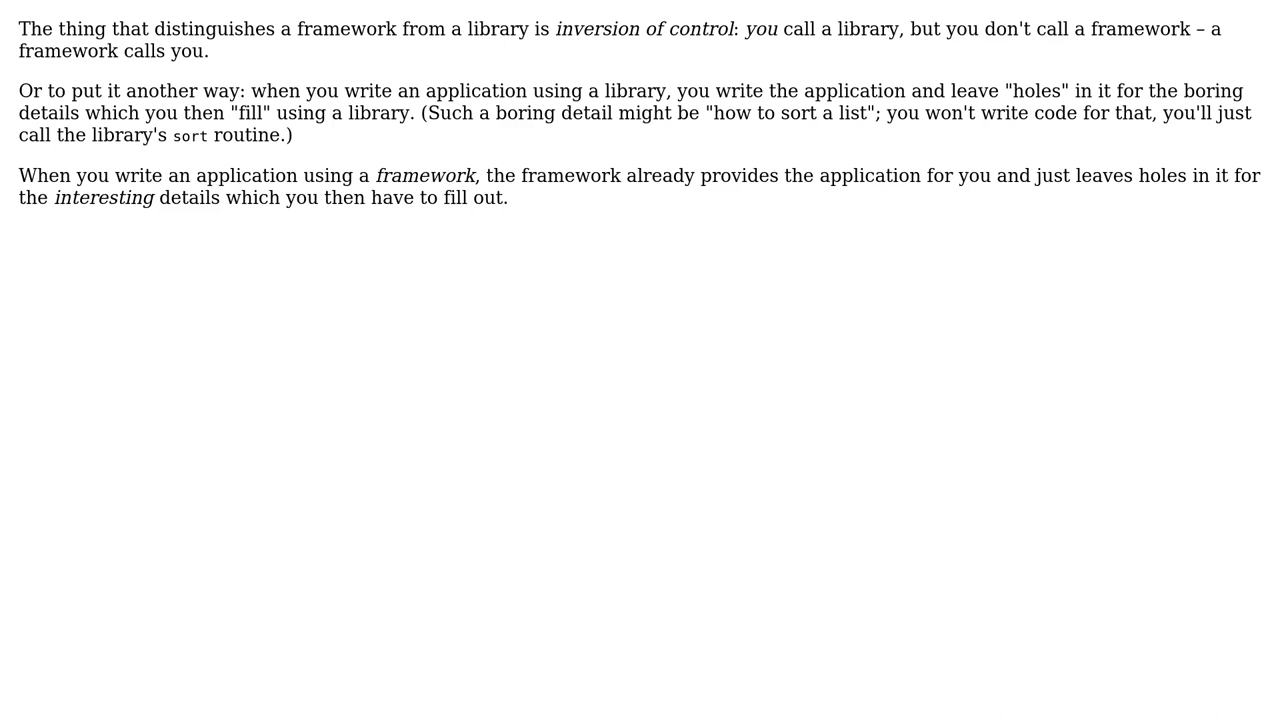 The thing that distinguishes a framework from a library is inversion of control: you call a library, but you don't call a framework – a
framework calls you.
Or to put it another way: when you write an application using a library, you write the application and leave "holes" in it for the boring
details which you then "fill" using a library. (Such a boring detail might be "how to sort a list"; you won't write code for that, you'll just
call the library's sort routine.)
When you write an application using a framework, the framework already provides the application for you and just leaves holes in it for
the interesting details which you then have to fill out.